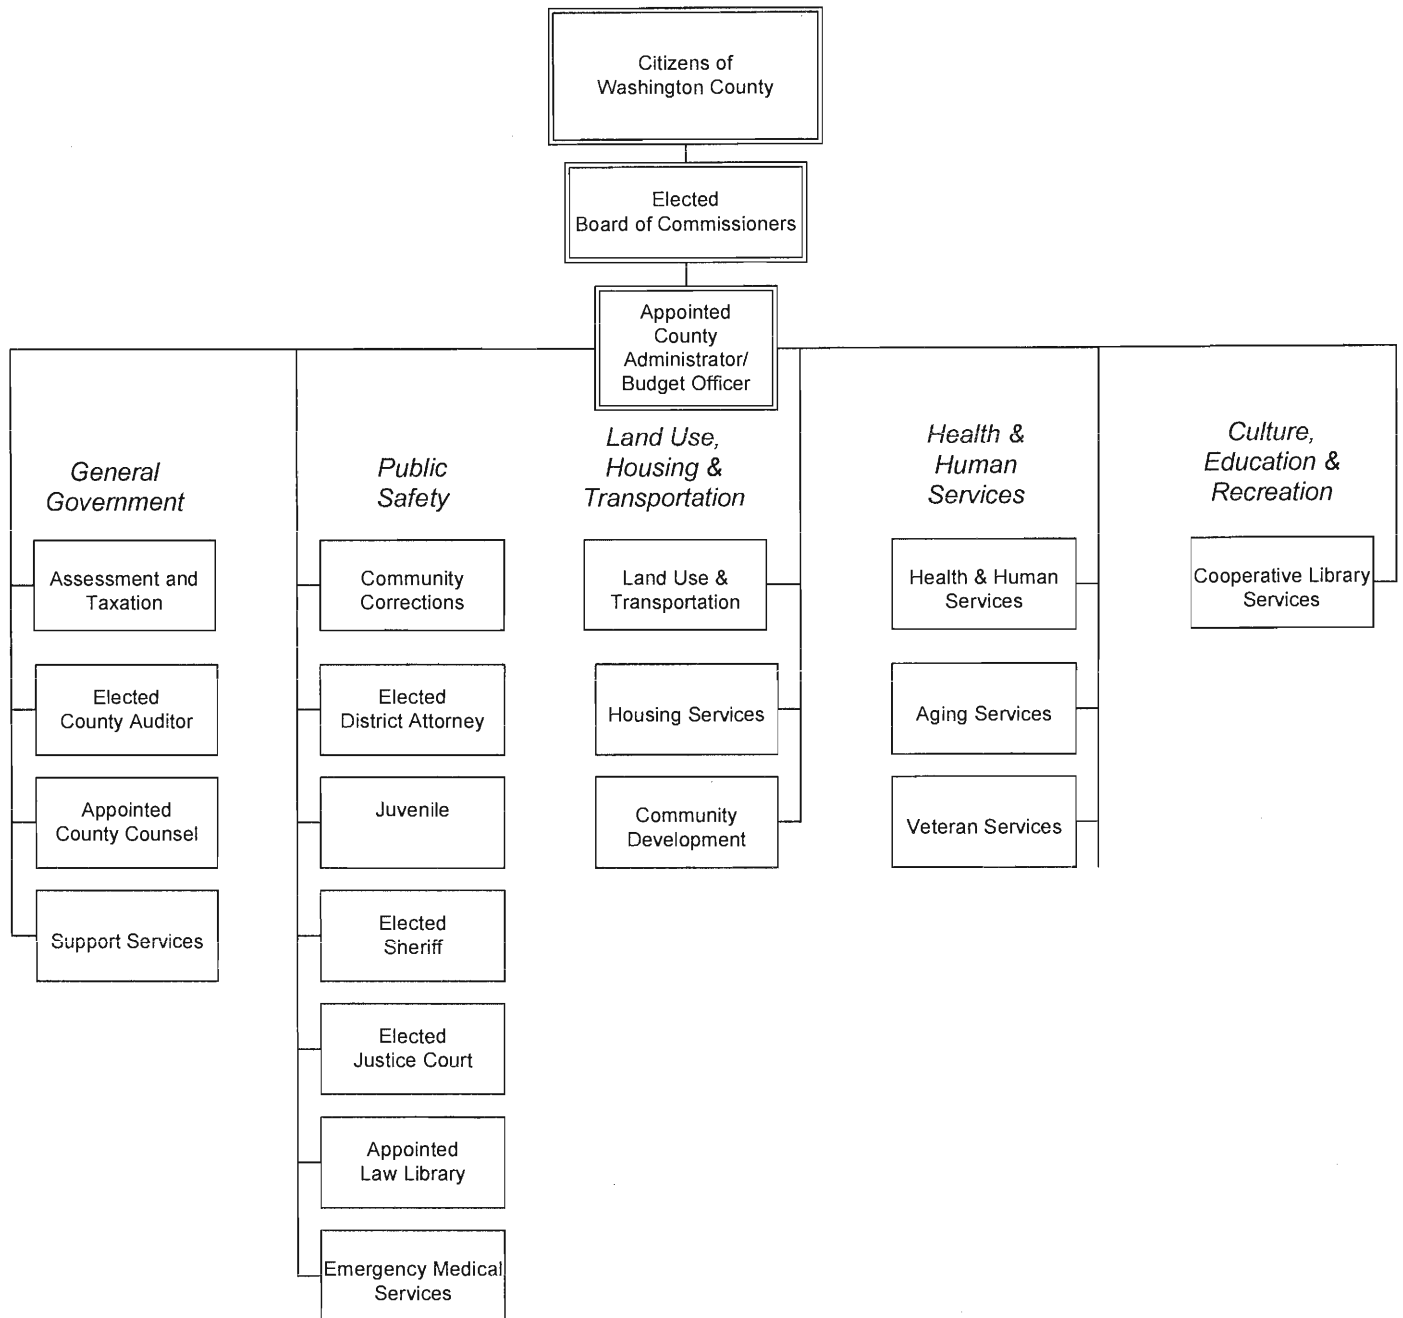 Citizens of
Washington County
Elected
Board of Commissioners
Appointed
County
Administrator/
Budget Officer
General
Government
Assessment and
Taxation
Elected
County Auditor
Appointed
County Counsel
Support Services
Public
Safety
Community
Corrections
Elected
District Attorney
Juvenile
Elected
Sheriff
Elected
Justice Court
Appointed
Law Library
Emergency Medical
Services
Land Use,
Housing &
Transportation
Land Use &
Transportation
Housing Services
Community
Development
Health &
Human
Services
Health & Human
Services
Aging Services
Veteran Services
Culture,
Education &
Recreation
Cooperative Library
Services